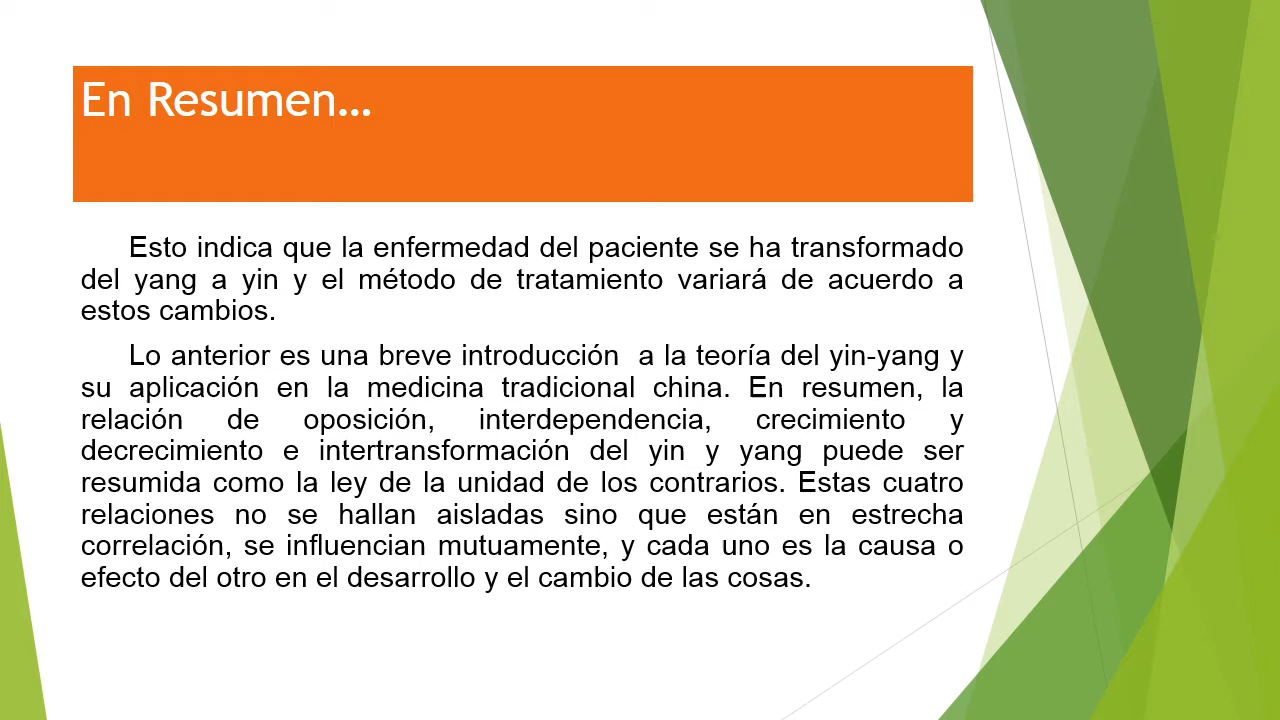 En Resumen...
Esto indica que la enfermedad del paciente se ha transformado
del yang a yin y el método de tratamiento variará de acuerdo a
estos cambios.
Lo anterior es una breve introducción  a la teoría del yin-yang y
su aplicación en la medicina tradicional china. En resumen, la
relación de oposición, interdependencia, crecimiento y
decrecimiento e intertransformación del yin y yang puede ser
resumida como la ley de la unidad de los contrarios. Estas cuatro
relaciones no se hallan aisladas sino que están en estrecha
correlación, se influencian mutuamente, y cada uno es la causa o
efecto del otro en el desarrollo y el cambio de las cosas.